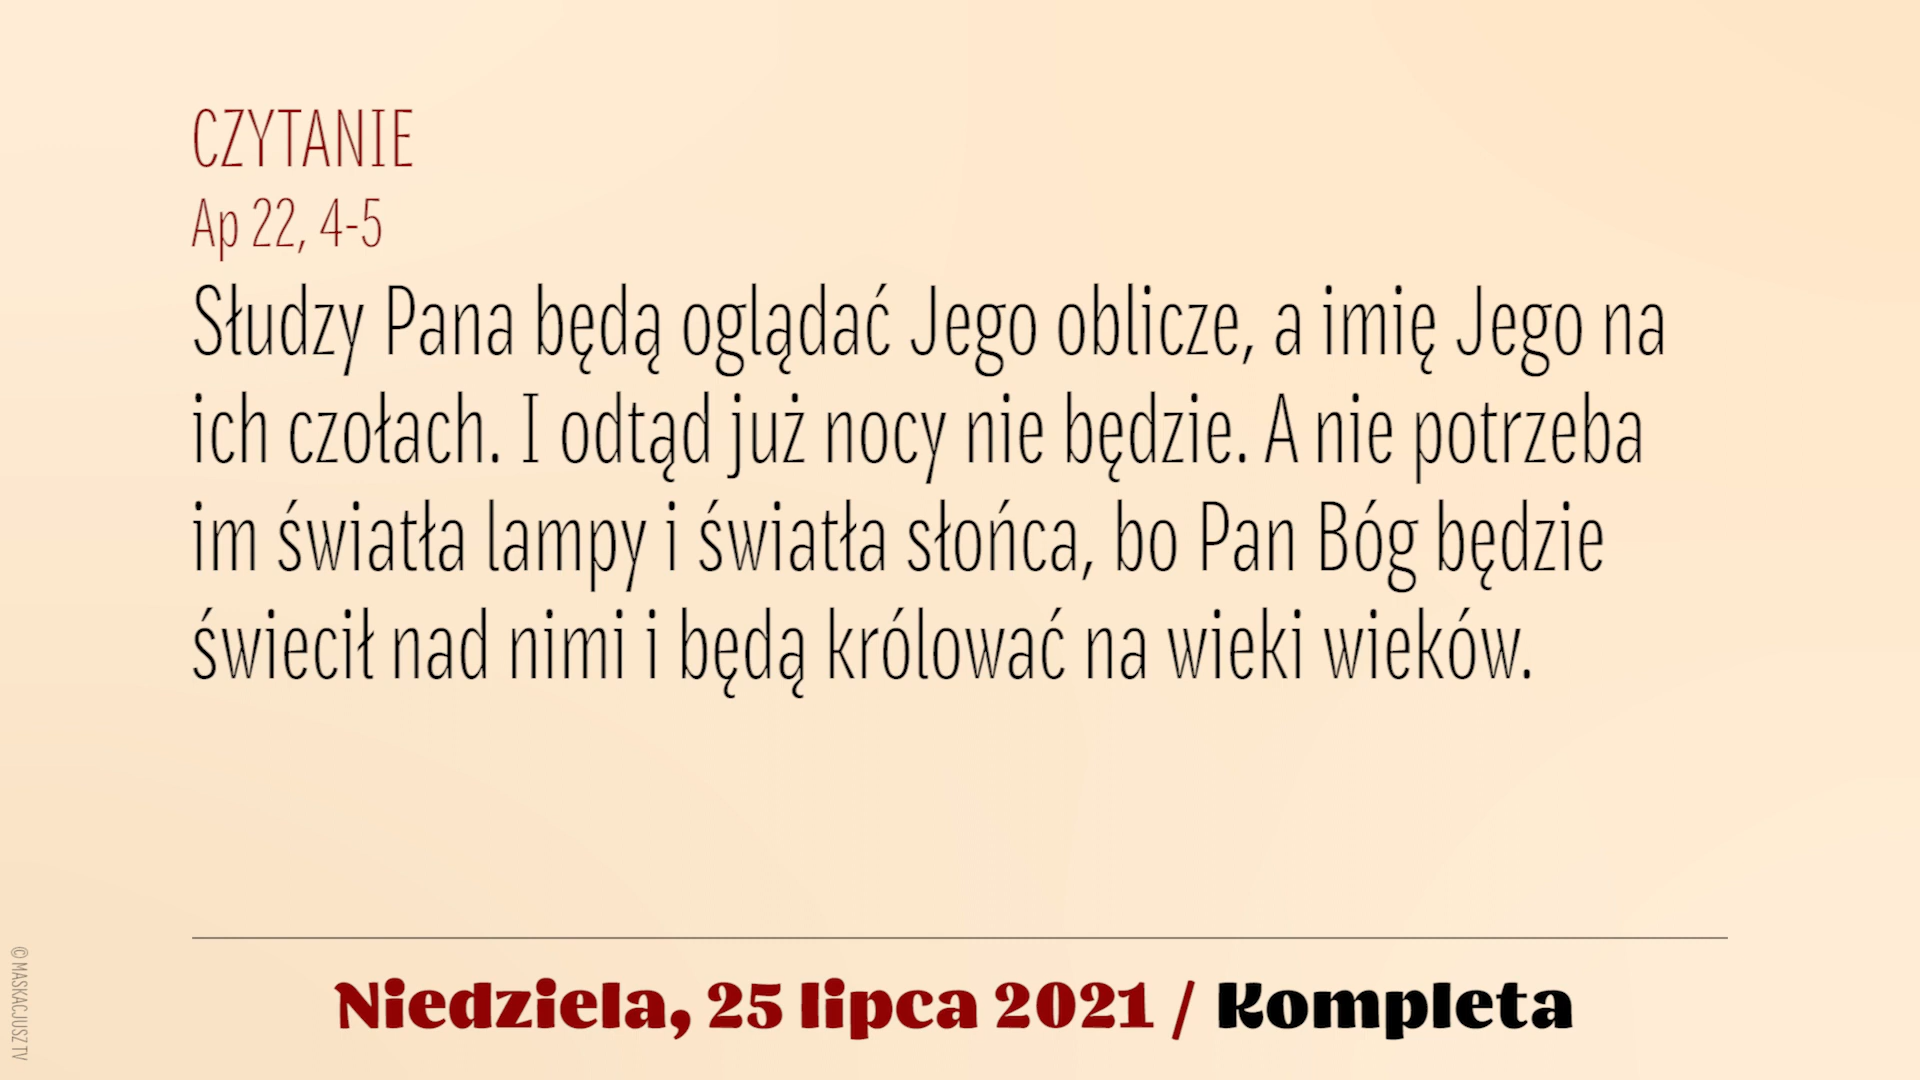 CZYTANIE
Ap 22, 4-5
Słudzy Pana będą oglądać Jego oblicze, a imię Jego na
ich czołach. I odtąd już nocy nie będzie. A nie potrzeba
im światła lampy i światła słońca, bo Pan Bóg będzie
świecił nad nimi i będą królować na wieki wieków.
Niedziela, 25 lipca 2021 / Kompleta
© MASKACJUSZ TV